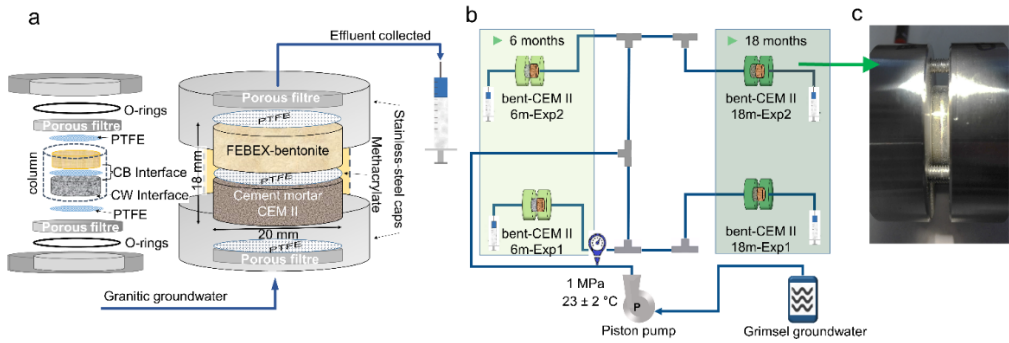 a
Effluent collected
O-rings
Porous filtre
PTFE
column
CB Interface
CW Interface
PTFE
Porous filtre
O-rings
Porous filtre
PTFE
FEBEX-bentonite
PTFE
Cement mortar
CEM II
18 mm
20 mm
PTFE
Porous filtre
Stainless-steel caps
Methacrylate
Granitic groundwater
b
6 months
bent-CEM II
6m-Exp2
bent-CEM II
6m-Exp1
18 months
bent-CEM II
18m-Exp2
bent-CEM II
18m-Exp1
1 MPa
23 ± 2 °C
P
Piston pump
Grimsel groundwater
c